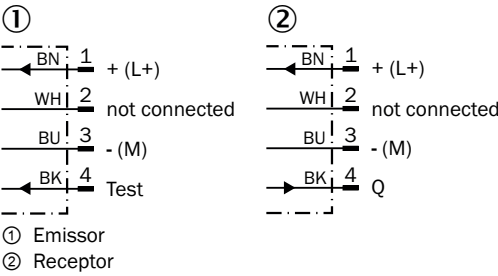 ① ②
BN 1 + (L+)
WH 2 not connected
BU 3 - (M)
BK 4 Test
BN 1 + (L+)
WH 2 not connected
BU 3 - (M)
BK 4 Q
① Emissor
② Receptor